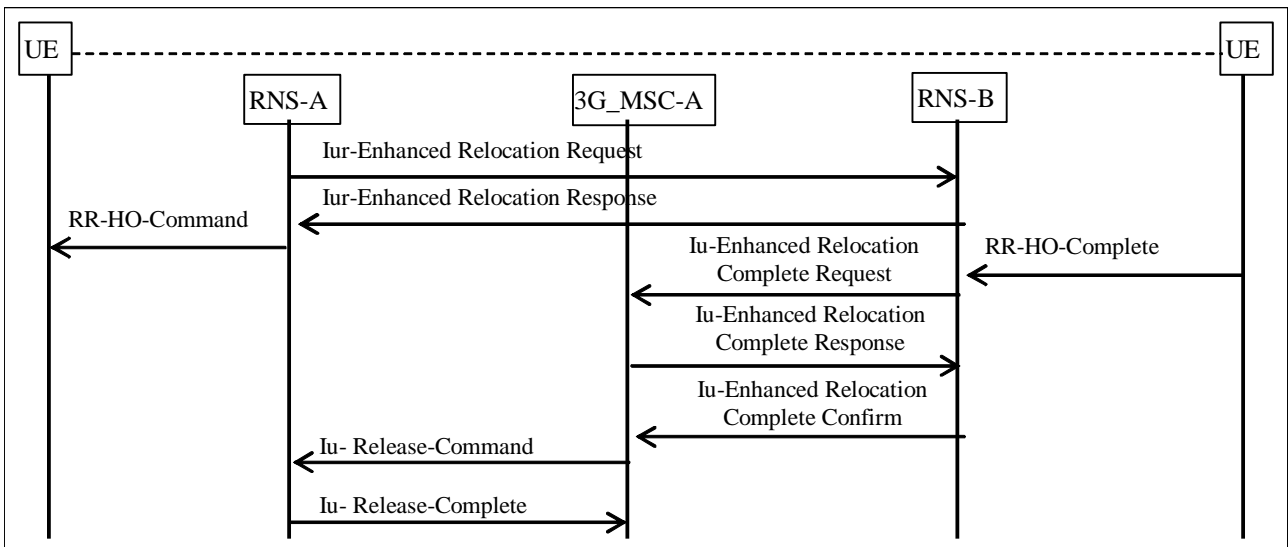 UE
UE
RNS-A
3G_MSC-A
RNS-B
Iur-Enhanced Relocation Request
Iur-Enhanced Relocation Response
RR-HO-Command
Iu-Enhanced Relocation
Complete Request
RR-HO-Complete
Iu-Enhanced Relocation
Complete Response
Iu-Enhanced Relocation
Complete Confirm
Iu- Release-Command
Iu- Release-Complete